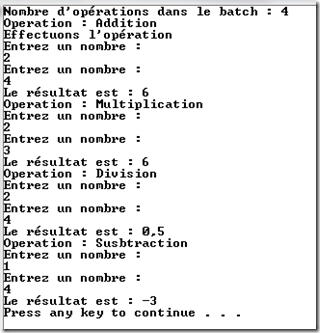 Nombre d'opérations dans le batch : 4
Operation : Addition
Effectuons l'opération
Entrez un nombre :
2
Entrez un nombre :
4
Le résultat est : 6
Operation : Multiplication
Entrez un nombre :
2
Entrez un nombre :
3
Le résultat est : 6
Operation : Division
Entrez un nombre :
2
Entrez un nombre :
4
Le résultat est : 0,5
Operation : Susbtraction
Entrez un nombre :
1
Entrez un nombre :
4
Le résultat est : -3
Press any key to continue . . .